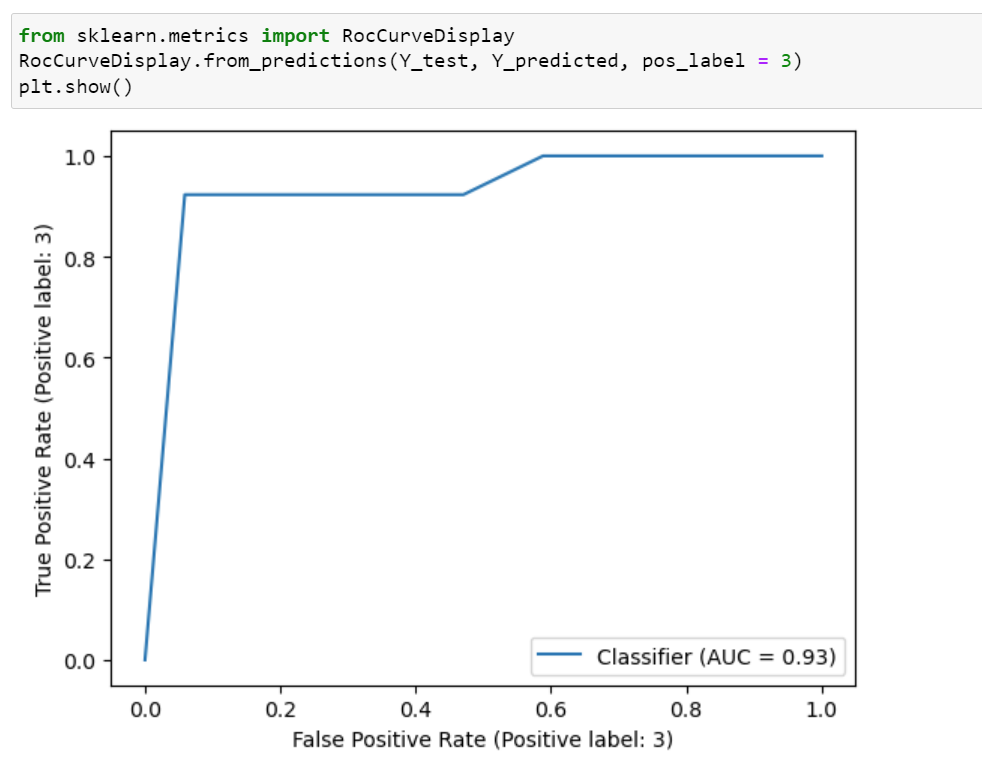 from sklearn.metrics import RocCurveDisplay
RocCurveDisplay.from_predictions(Y_test, Y_predicted, pos_label = 3)
plt.show()
1.0
0.8
0.6
0.4
0.2
0.0
True Positive Rate (Positive label: 3)
Classifier (AUC = 0.93)
0.0 0.2 0.4 0.6 0.8 1.0
False Positive Rate (Positive label: 3)